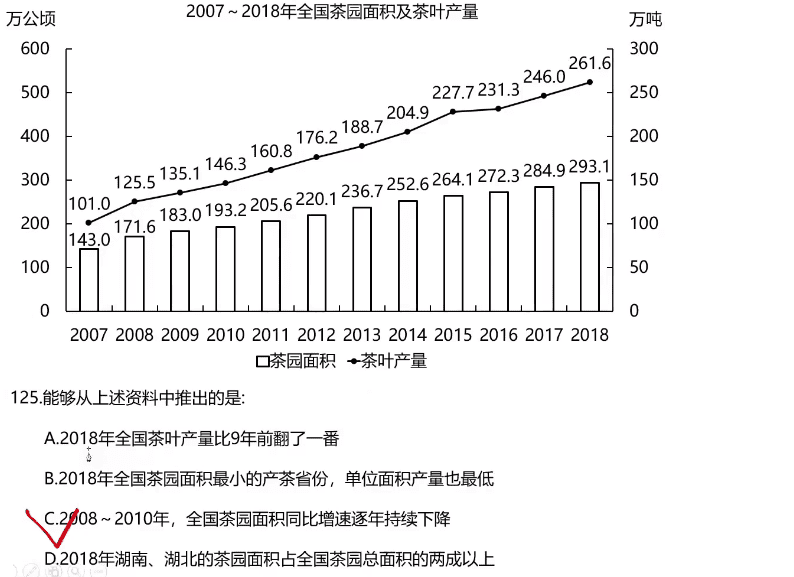 2007～2018年全国茶园面积及茶叶产量
万公顷 万吨
600 300
500 250
400 200
300 150
200 100
100 50
0 0
101.0 125.5 135.1 146.3 160.8 176.2 188.7 204.9 227.7 231.3 246.0 261.6
143.0 171.6 183.0 193.2 205.6 220.1 236.7 252.6 264.1 272.3 284.9 293.1
2007 2008 2009 2010 2011 2012 2013 2014 2015 2016 2017 2018
茶园面积 茶叶产量
125.能够从上述资料中推出的是:
A.2018年全国茶叶产量比9年前翻了一番
B.2018年全国茶园面积最小的产茶省份，单位面积产量也最低
C.2008～2010年，全国茶园面积同比增速逐年持续下降
D.2018年湖南、湖北的茶园面积占全国茶园总面积的两成以上